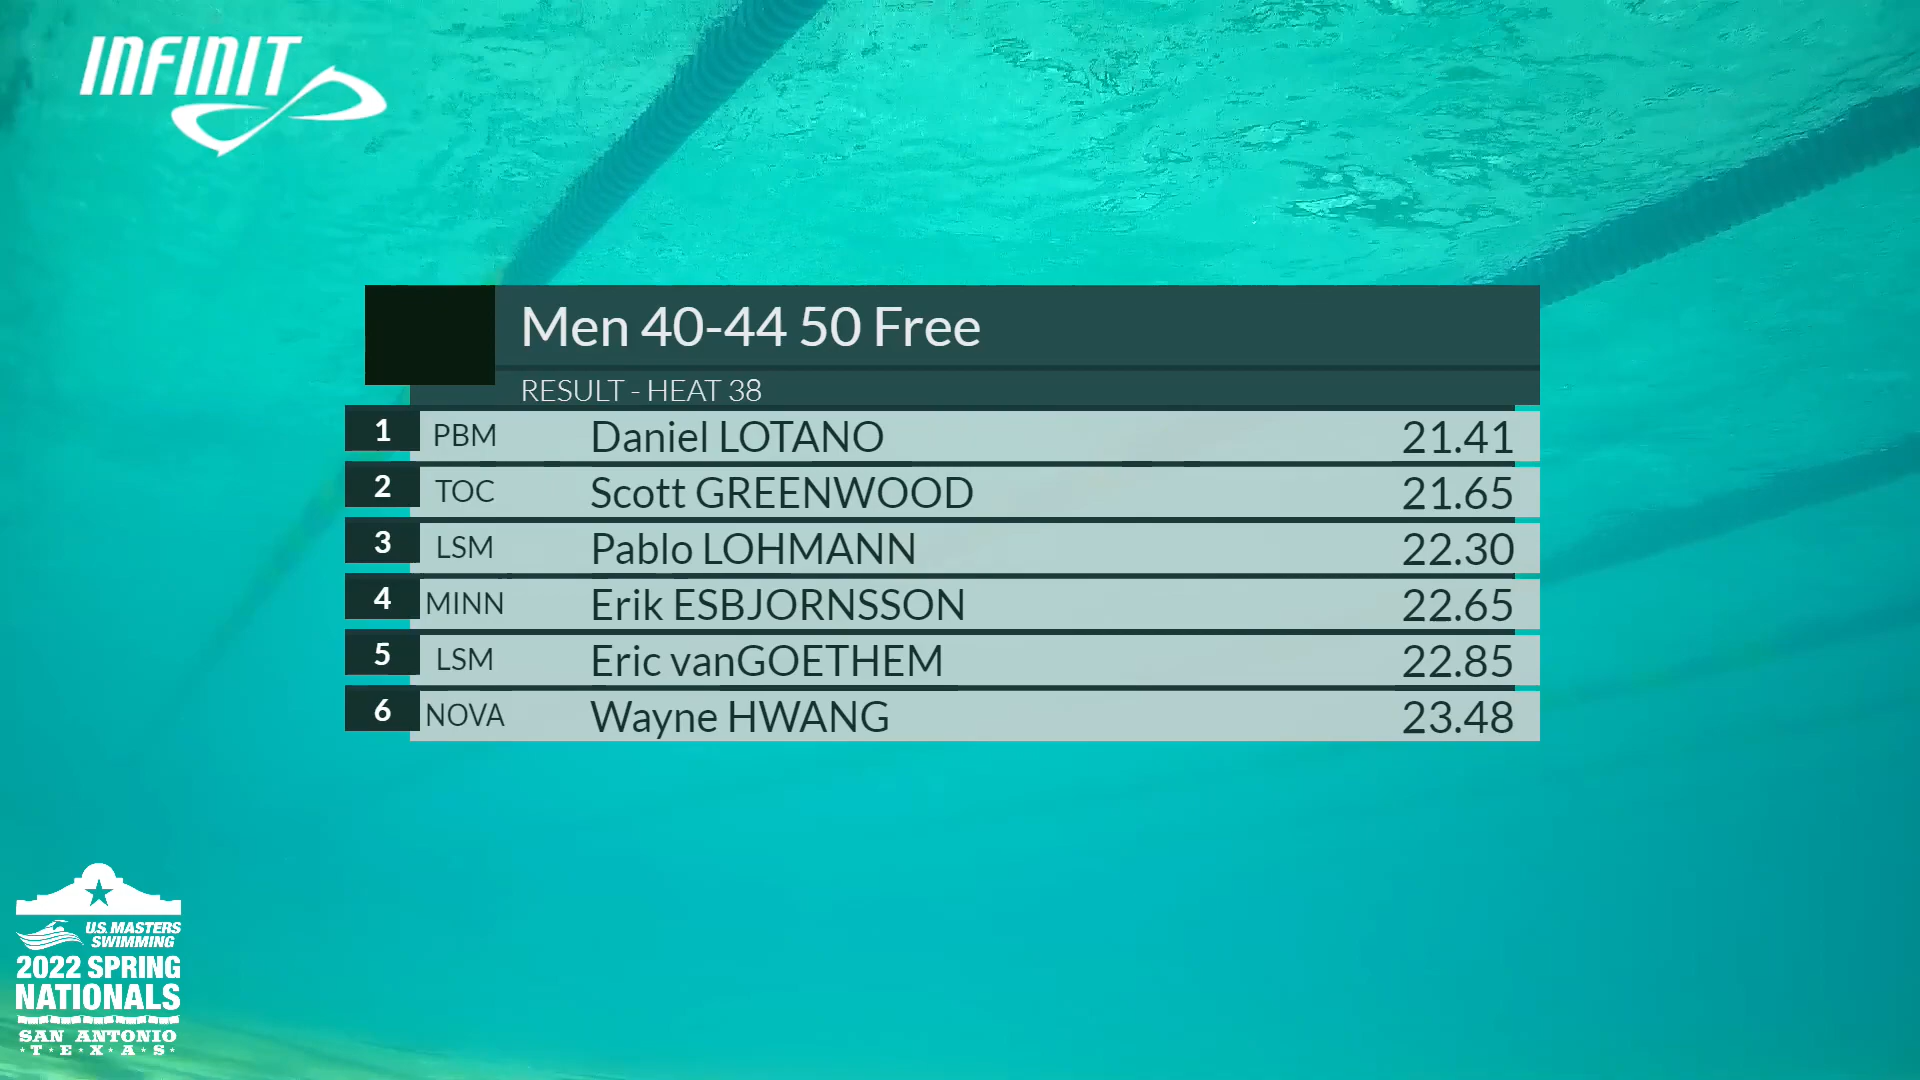 INFINIT
Men 40-44 50 Free
RESULT - HEAT 38
1 PBM Daniel LOTANO 21.41
2 TOC Scott GREENWOOD 21.65
3 LSM Pablo LOHMANN 22.30
4 MINN Erik ESBJORNSSON 22.65
5 LSM Eric vanGOETHEM 22.85
6 NOVA Wayne HWANG 23.48
U.S. MASTERS
SWIMMING
2022 SPRING
NATIONALS
SAN ANTONIO
T·E·X·A·S